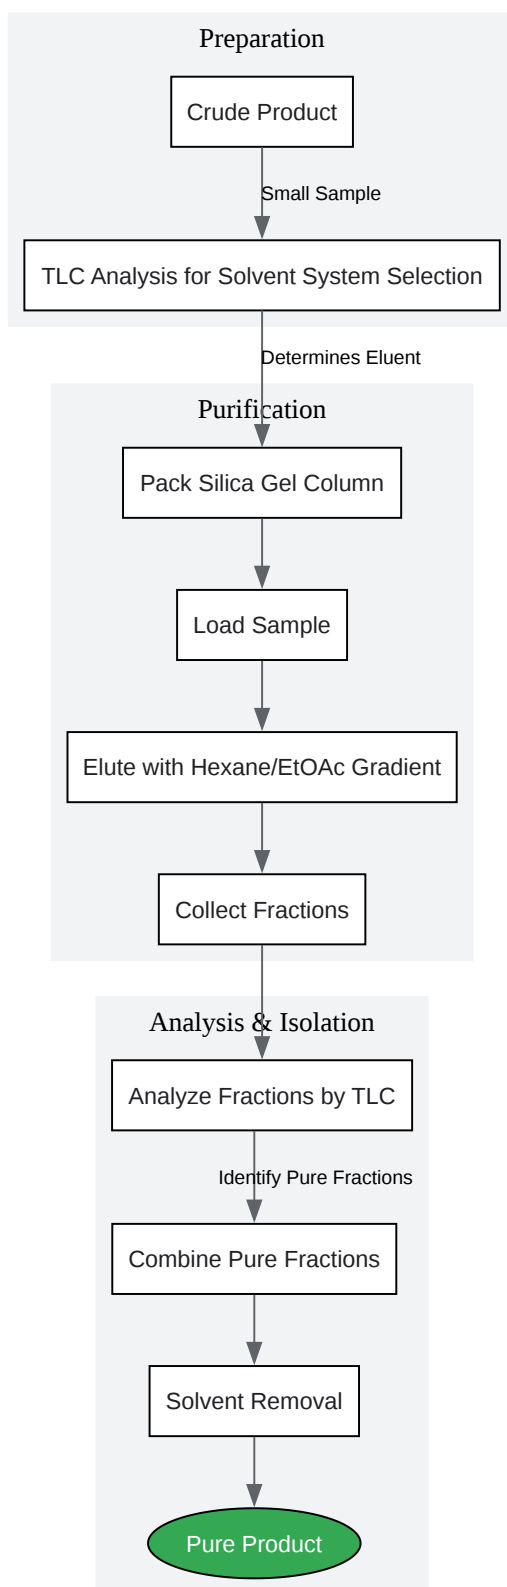 Preparation
Crude Product
Small Sample
TLC Analysis for Solvent System Selection
Determines Eluent
Purification
Pack Silica Gel Column
Load Sample
Elute with Hexane/EtOAc Gradient
Collect Fractions
Analysis & Isolation
Analyze Fractions by TLC
Identify Pure Fractions
Combine Pure Fractions
Solvent Removal
Pure Product